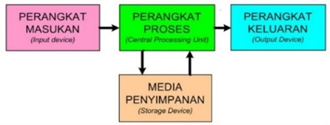 PERANGKAT
MASUKAN
(Input device)
PERANGKAT
PROSES
(Central Processing Unit)
PERANGKAT
KELUARAN
(Output Device)
MEDIA
PENYIMPANAN
(Storage Device)